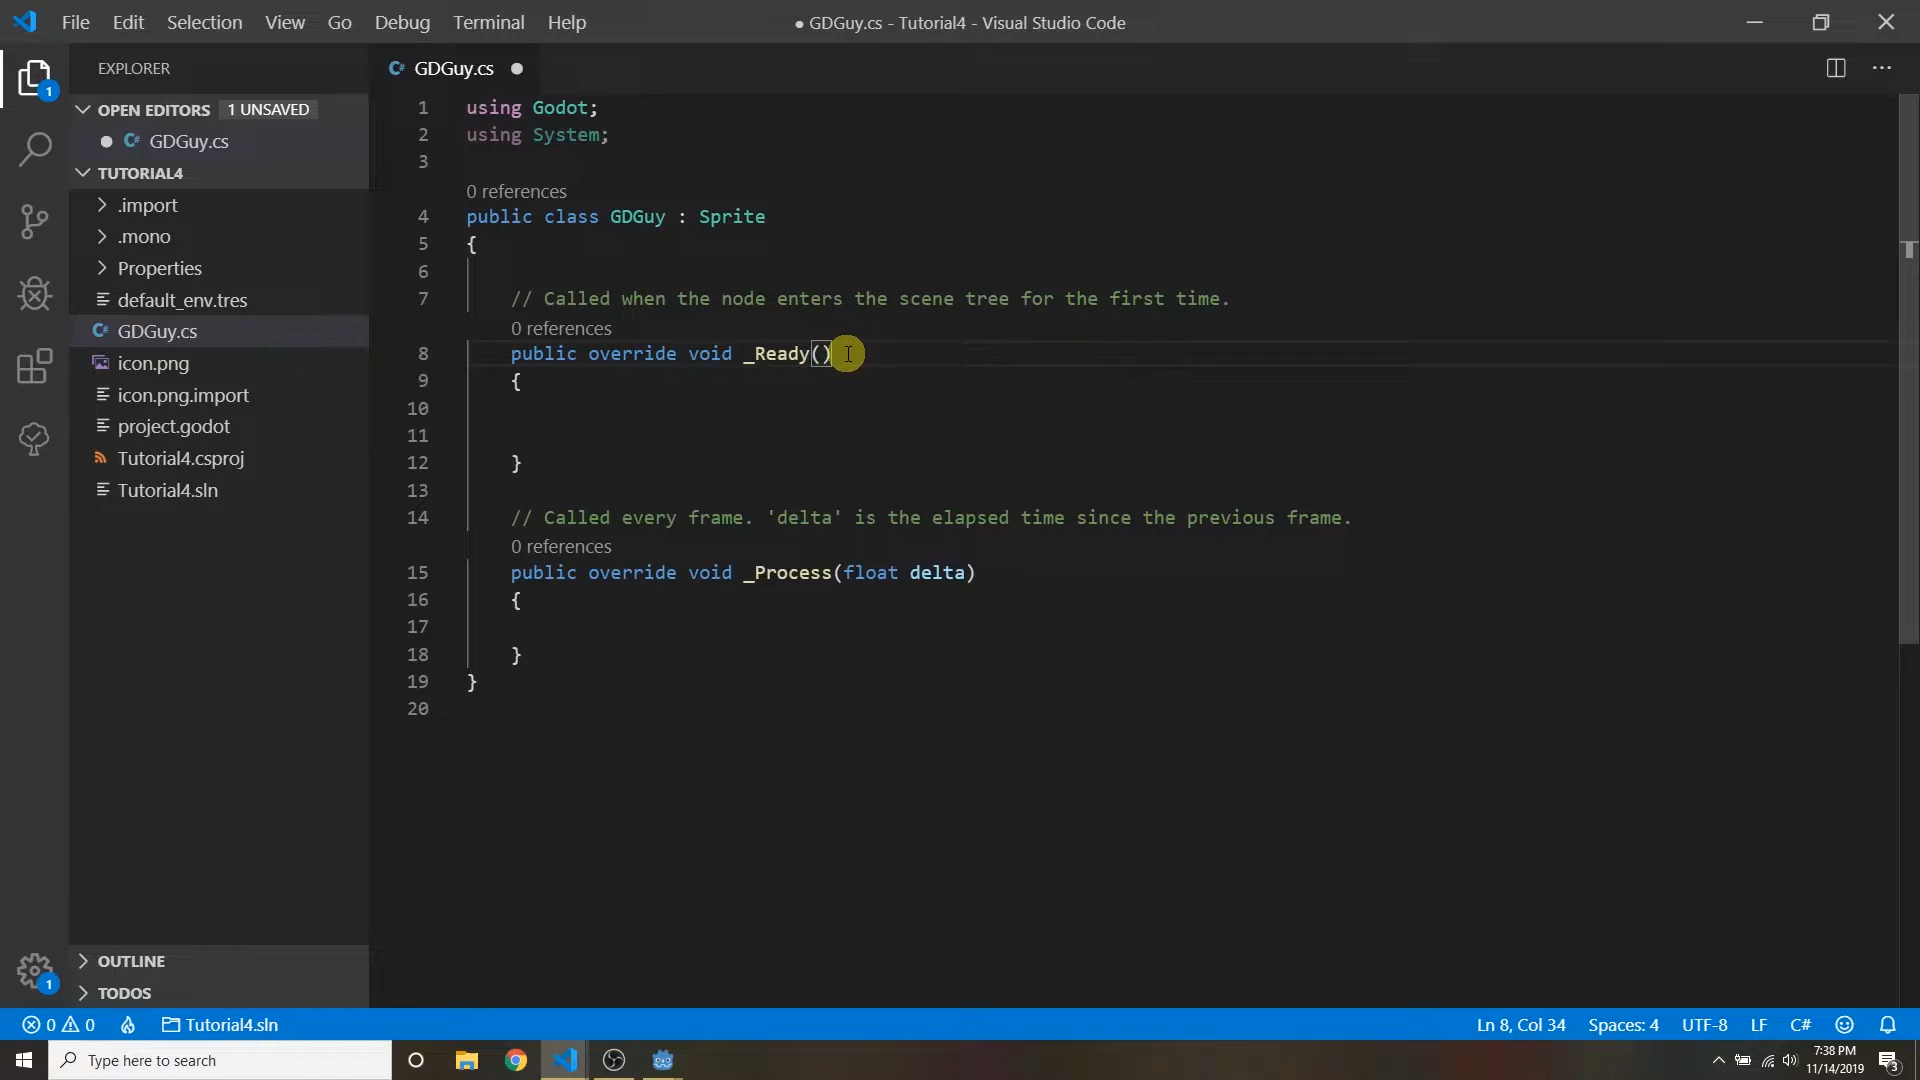 File Edit Selection View Go Debug Terminal Help
● GDGuy.cs - Tutorial4 - Visual Studio Code
EXPLORER
OPEN EDITORS 1 UNSAVED
● C# GDGuy.cs
TUTORIAL4
.import
.mono
Properties
default_env.tres
C# GDGuy.cs
icon.png
icon.png.import
project.godot
Tutorial4.csproj
Tutorial4.sln
OUTLINE
TODOS
1
1
C# GDGuy.cs ●
1 using Godot;
2 using System;
3
0 references
4 public class GDGuy : Sprite
5 {
6
7 // Called when the node enters the scene tree for the first time.
0 references
8 public override void _Ready()
9 {
10
11
12 }
13
14 // Called every frame. 'delta' is the elapsed time since the previous frame.
0 references
15 public override void _Process(float delta)
16 {
17
18 }
19 }
20
0 0 Tutorial4.sln
Ln 8, Col 34 Spaces: 4 UTF-8 LF C#
Type here to search
7:38 PM
11/14/2019
3